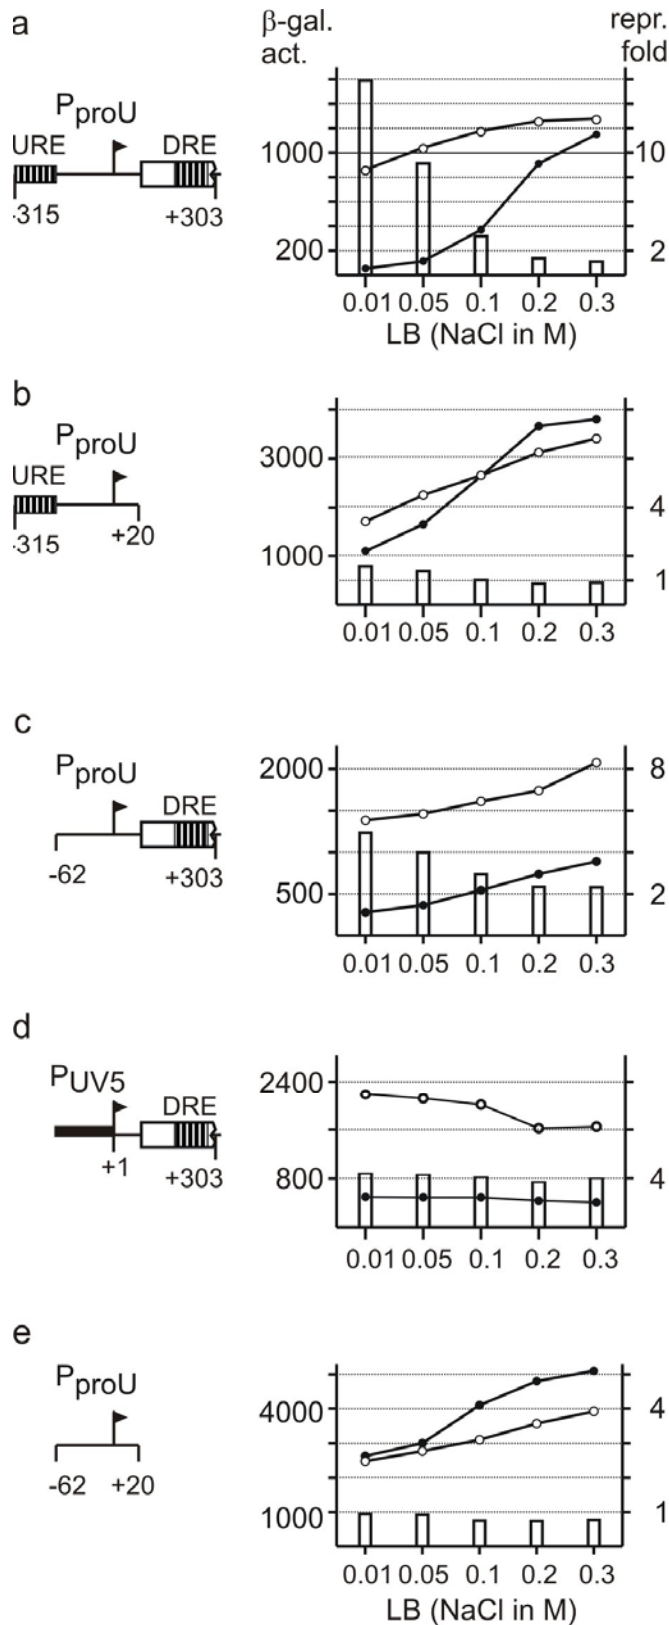 a
β-gal. act.
repr. fold
PproU
URE
DRE
-315
+303
1000
200
10
2
0.01 0.05 0.1 0.2 0.3
LB (NaCl in M)
b
PproU
URE
-315
+20
3000
1000
4
1
0.01 0.05 0.1 0.2 0.3
c
PproU
DRE
-62
+303
2000
500
8
2
0.01 0.05 0.1 0.2 0.3
d
PUV5
DRE
+1
+303
2400
800
4
0.01 0.05 0.1 0.2 0.3
e
PproU
-62
+20
4000
1000
4
1
0.01 0.05 0.1 0.2 0.3
LB (NaCl in M)